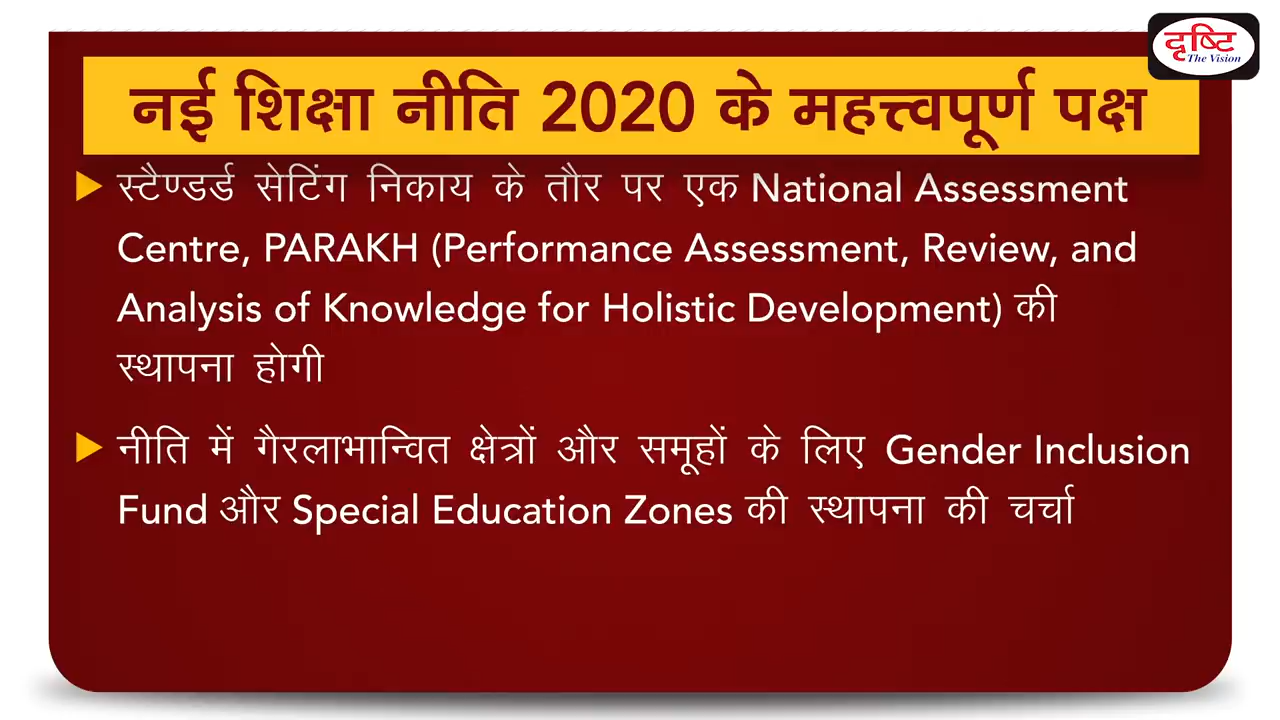 दृष्टि
The Vision
नई शिक्षा नीति 2020 के महत्त्वपूर्ण पक्ष
स्टैण्डर्ड सेटिंग निकाय के तौर पर एक National Assessment
Centre, PARAKH (Performance Assessment, Review, and
Analysis of Knowledge for Holistic Development) की
स्थापना होगी
नीति में गैरलाभान्वित क्षेत्रों और समूहों के लिए Gender Inclusion
Fund और Special Education Zones की स्थापना की चर्चा